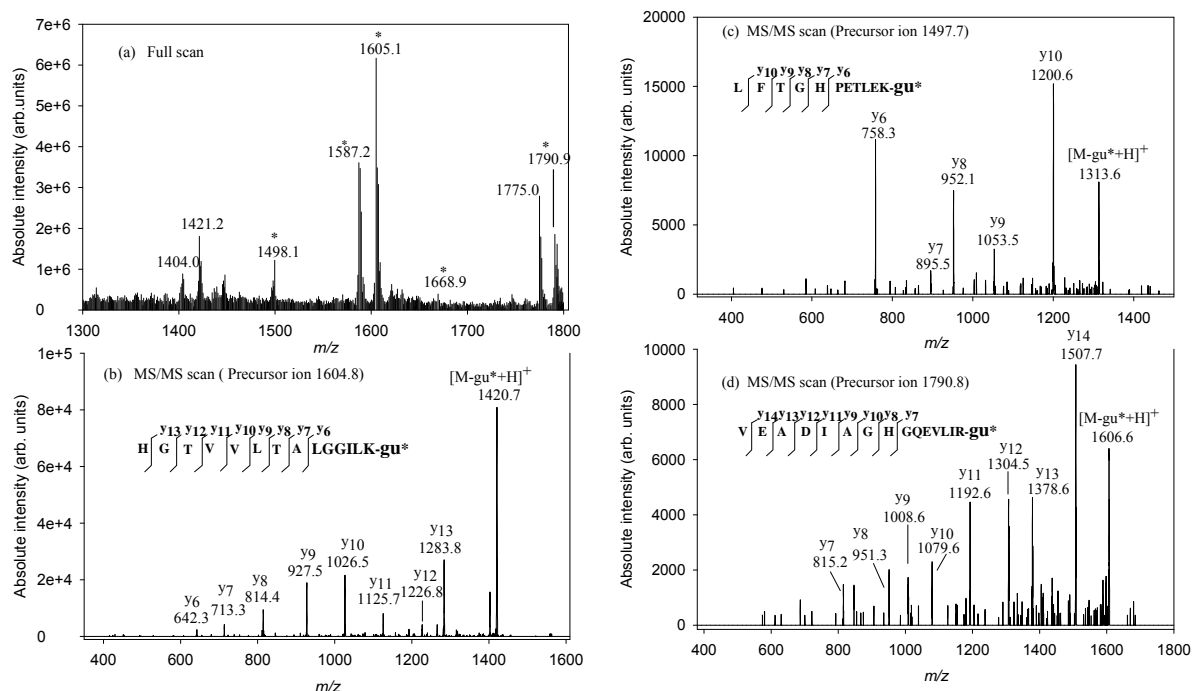 (a) Full scan
Absolute intensity (arb.units)
7e+6
6e+6
5e+6
4e+6
3e+6
2e+6
1e+6
0
1404.0
1421.2
*
1498.1
*
1587.2
*
1605.1
*
1668.9
1775.0
*
1790.9
1300 1400 1500 1600 1700 1800
m/z
(b) MS/MS scan ( Precursor ion 1604.8)
Absolute intensity (arb. units)
1e+5
8e+4
6e+4
4e+4
2e+4
0
y13 y12 y11 y10 y9 y8 y7 y6
H G T V V L T A LGGILK-gu*
[M-gu*+H]+
1420.7
y6
642.3
y7
713.3
y8
814.4
y9
927.5
y10
1026.5
y11
1125.7
y12
1226.8
y13
1283.8
400 600 800 1000 1200 1400 1600
m/z
(c) MS/MS scan (Precursor ion 1497.7)
Absolute intensity (arb. units)
20000
15000
10000
5000
0
y10 y9 y8 y7 y6
L F T G H PETLEK-gu*
y6
758.3
y7
895.5
y8
952.1
y9
1053.5
y10
1200.6
[M-gu*+H]+
1313.6
400 600 800 1000 1200 1400
m/z
(d) MS/MS scan (Precursor ion 1790.8)
Absolute intensity (arb. units)
10000
8000
6000
4000
2000
0
y14 y13 y12 y11 y9 y10 y8 y7
V E A D I A G H GQEVLIR-gu*
y7
815.2
y8
951.3
y9
1008.6
y10
1079.6
y11
1192.6
y12
1304.5
y13
1378.6
y14
1507.7
[M-gu*+H]+
1606.6
400 600 800 1000 1200 1400 1600 1800
m/z